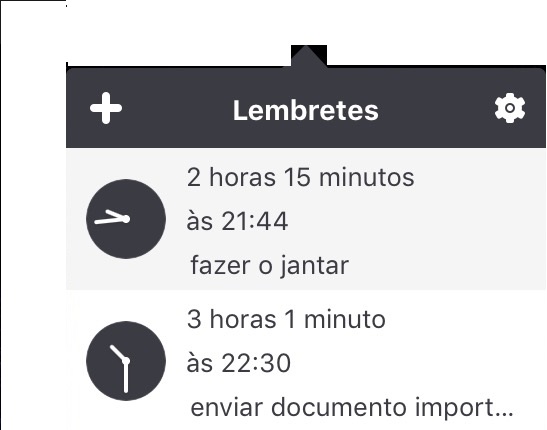 Lembretes
2 horas 15 minutos
às 21:44
fazer o jantar
3 horas 1 minuto
às 22:30
enviar documento import...